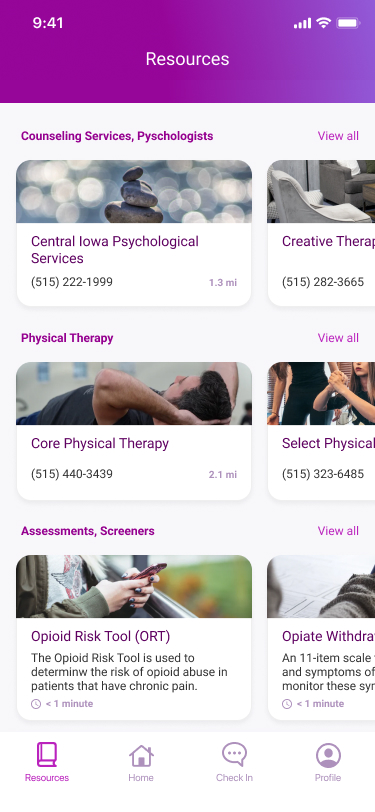 9:41
Resources
Counseling Services, Pyschologists
View all
Central Iowa Psychological
Services
(515) 222-1999
1.3 mi
Creative Therap
(515) 282-3665
Physical Therapy
View all
Core Physical Therapy
(515) 440-3439
2.1 mi
Select Physical
(515) 323-6485
Assessments, Screeners
View all
Opioid Risk Tool (ORT)
The Opioid Risk Tool is used to
determinw the risk of opioid abuse in
patients that have chronic pain.
< 1 minute
Opiate Withdra
An 11-item scale
and symptoms of
monitor these sy
< 1 minute
Resources
Home
Check In
Profile